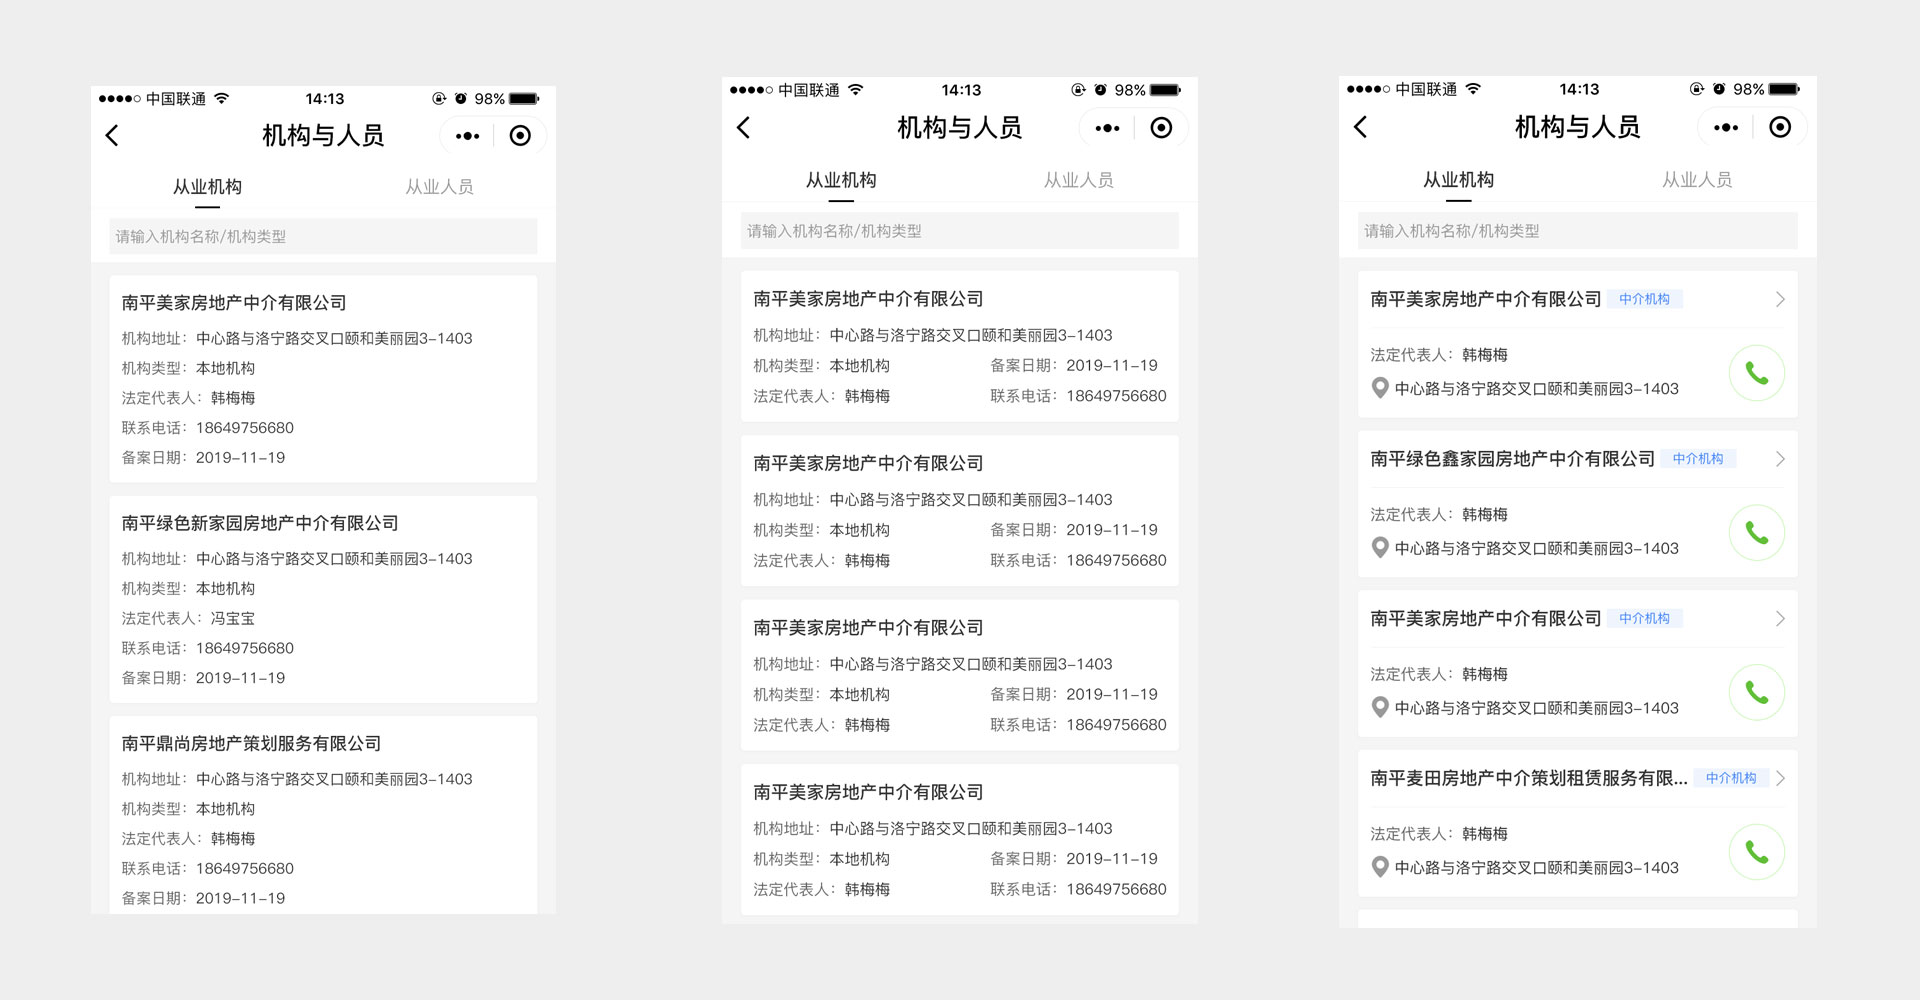 中国联通 14:13 98%
机构与人员
从业机构 从业人员
请输入机构名称/机构类型
南平美家房地产中介有限公司
机构地址：中心路与洛宁路交叉口颐和美丽园3-1403
机构类型：本地机构
法定代表人：韩梅梅
联系电话：18649756680
备案日期：2019-11-19
南平绿色新家园房地产中介有限公司
机构地址：中心路与洛宁路交叉口颐和美丽园3-1403
机构类型：本地机构
法定代表人：冯宝宝
联系电话：18649756680
备案日期：2019-11-19
南平鼎尚房地产策划服务有限公司
机构地址：中心路与洛宁路交叉口颐和美丽园3-1403
机构类型：本地机构
法定代表人：韩梅梅
联系电话：18649756680
备案日期：2019-11-19
中国联通 14:13 98%
机构与人员
从业机构 从业人员
请输入机构名称/机构类型
南平美家房地产中介有限公司
机构地址：中心路与洛宁路交叉口颐和美丽园3-1403
机构类型：本地机构 备案日期：2019-11-19
法定代表人：韩梅梅 联系电话：18649756680
南平美家房地产中介有限公司
机构地址：中心路与洛宁路交叉口颐和美丽园3-1403
机构类型：本地机构 备案日期：2019-11-19
法定代表人：韩梅梅 联系电话：18649756680
南平美家房地产中介有限公司
机构地址：中心路与洛宁路交叉口颐和美丽园3-1403
机构类型：本地机构 备案日期：2019-11-19
法定代表人：韩梅梅 联系电话：18649756680
南平美家房地产中介有限公司
机构地址：中心路与洛宁路交叉口颐和美丽园3-1403
机构类型：本地机构 备案日期：2019-11-19
法定代表人：韩梅梅 联系电话：18649756680
中国联通 14:13 98%
机构与人员
从业机构 从业人员
请输入机构名称/机构类型
南平美家房地产中介有限公司 中介机构
法定代表人：韩梅梅
中心路与洛宁路交叉口颐和美丽园3-1403
南平绿色鑫家园房地产中介有限公司 中介机构
法定代表人：韩梅梅
中心路与洛宁路交叉口颐和美丽园3-1403
南平美家房地产中介有限公司 中介机构
法定代表人：韩梅梅
中心路与洛宁路交叉口颐和美丽园3-1403
南平麦田房地产中介策划租赁服务有限... 中介机构
法定代表人：韩梅梅
中心路与洛宁路交叉口颐和美丽园3-1403